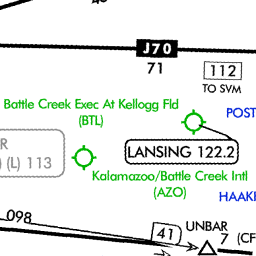 J70
71
112
TO SVM
Battle Creek Exec At Kellogg Fld
(BTL)
POST
LANSING 122.2
R
) (L) 113
Kalamazoo/Battle Creek Intl
(AZO)
HAAK
098
41
UNBAR
7 (CF